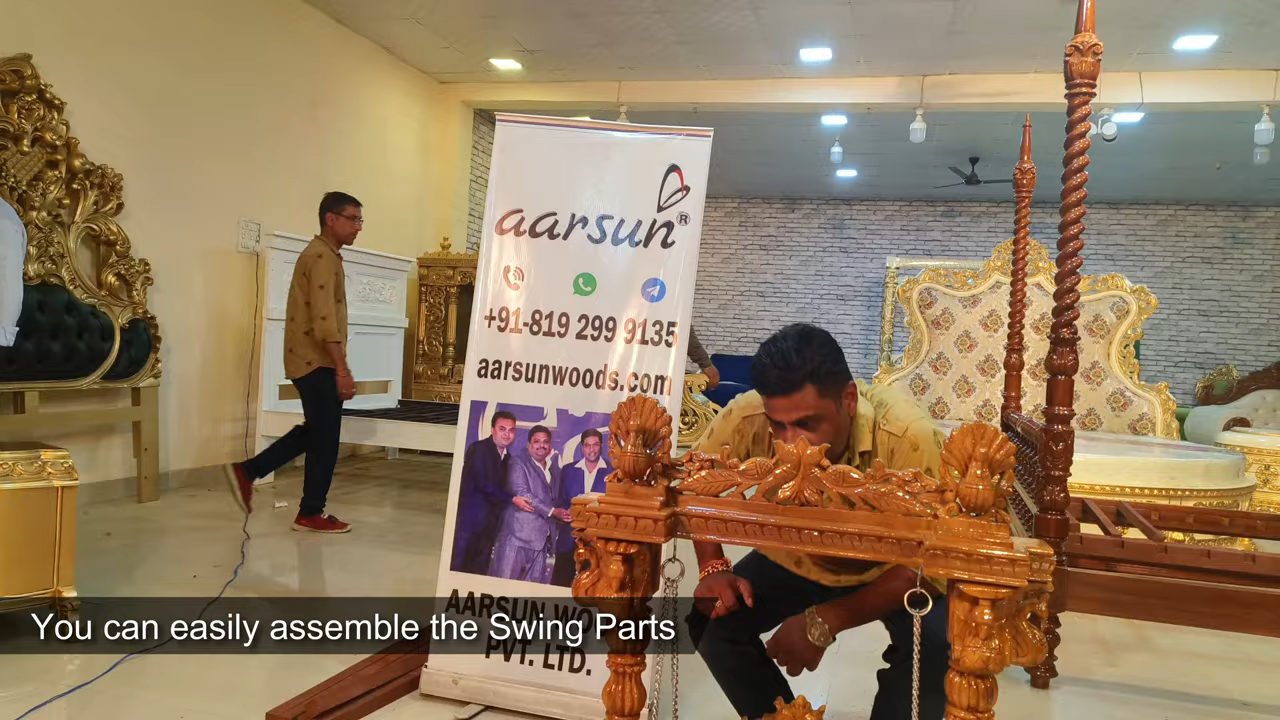 aarsun®
+91-819 299 9135
aarsunwoods.com
AARSUN WO
PVT. LTD.
You can easily assemble the Swing Parts